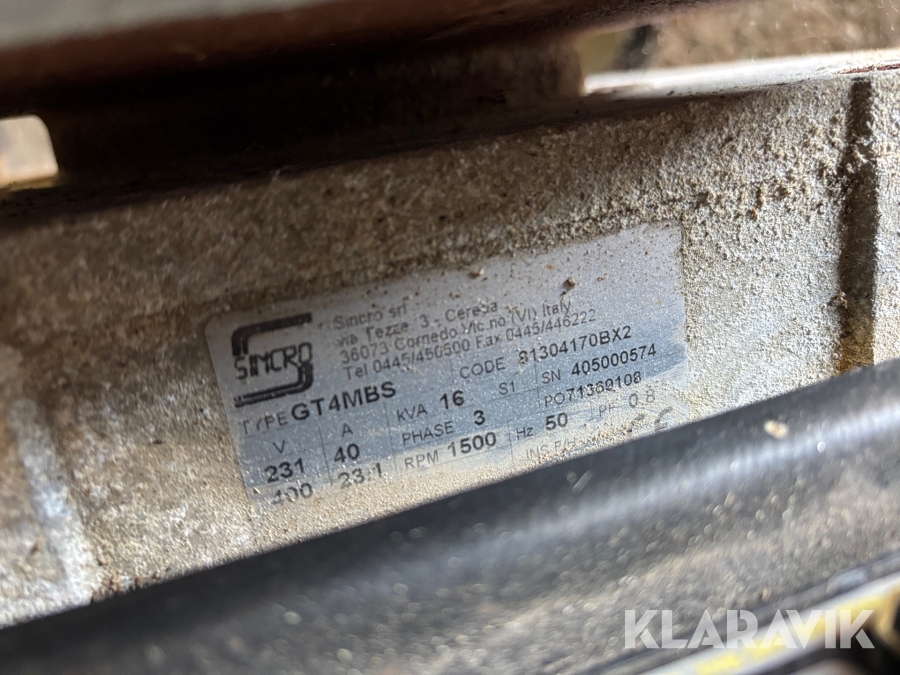 SINCRO
Sincro srl
via Tezze 3 - Cereda
36073 Cornedo Vic.no (VI) Italy
Tel 0445/450500 Fax 0445/446222
TYPE GT4MBS CODE 81304170BX2
V A KVA 16 S1 SN 405000574
231 40 PHASE 3 PO71360108
400 23.1 RPM 1500 Hz 50 PF 0.8
CE
KLARAVIK